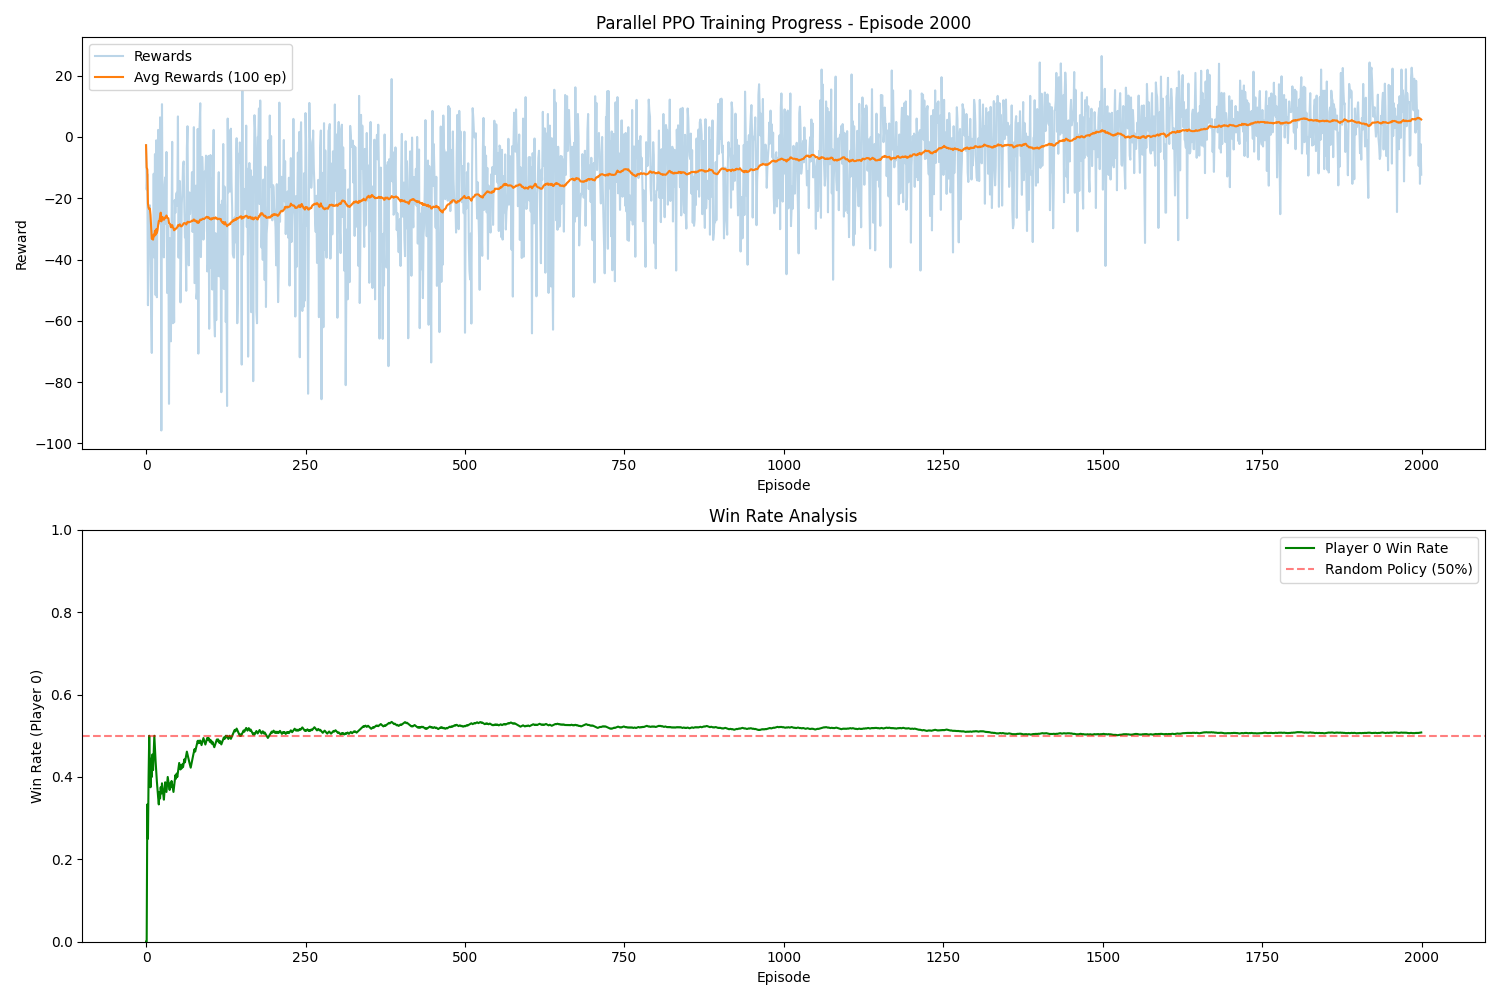 Parallel PPO Training Progress - Episode 2000
Rewards
Avg Rewards (100 ep)
20
0
−20
−40
−60
−80
−100
Reward
0 250 500 750 1000 1250 1500 1750 2000
Episode
Win Rate Analysis
Player 0 Win Rate
Random Policy (50%)
1.0
0.8
0.6
0.4
0.2
0.0
Win Rate (Player 0)
0 250 500 750 1000 1250 1500 1750 2000
Episode